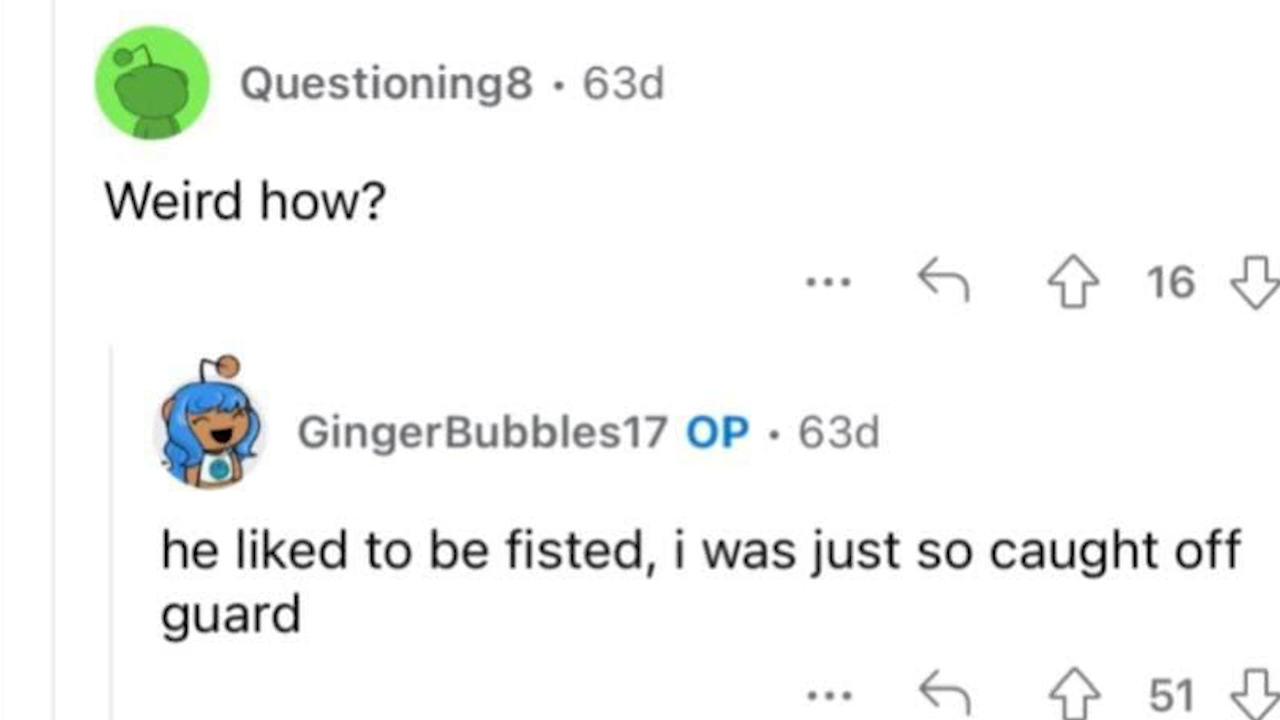 Questioning8 · 63d
Weird how?
... 16
GingerBubbles17 OP · 63d
he liked to be fisted, i was just so caught off
guard
... 51